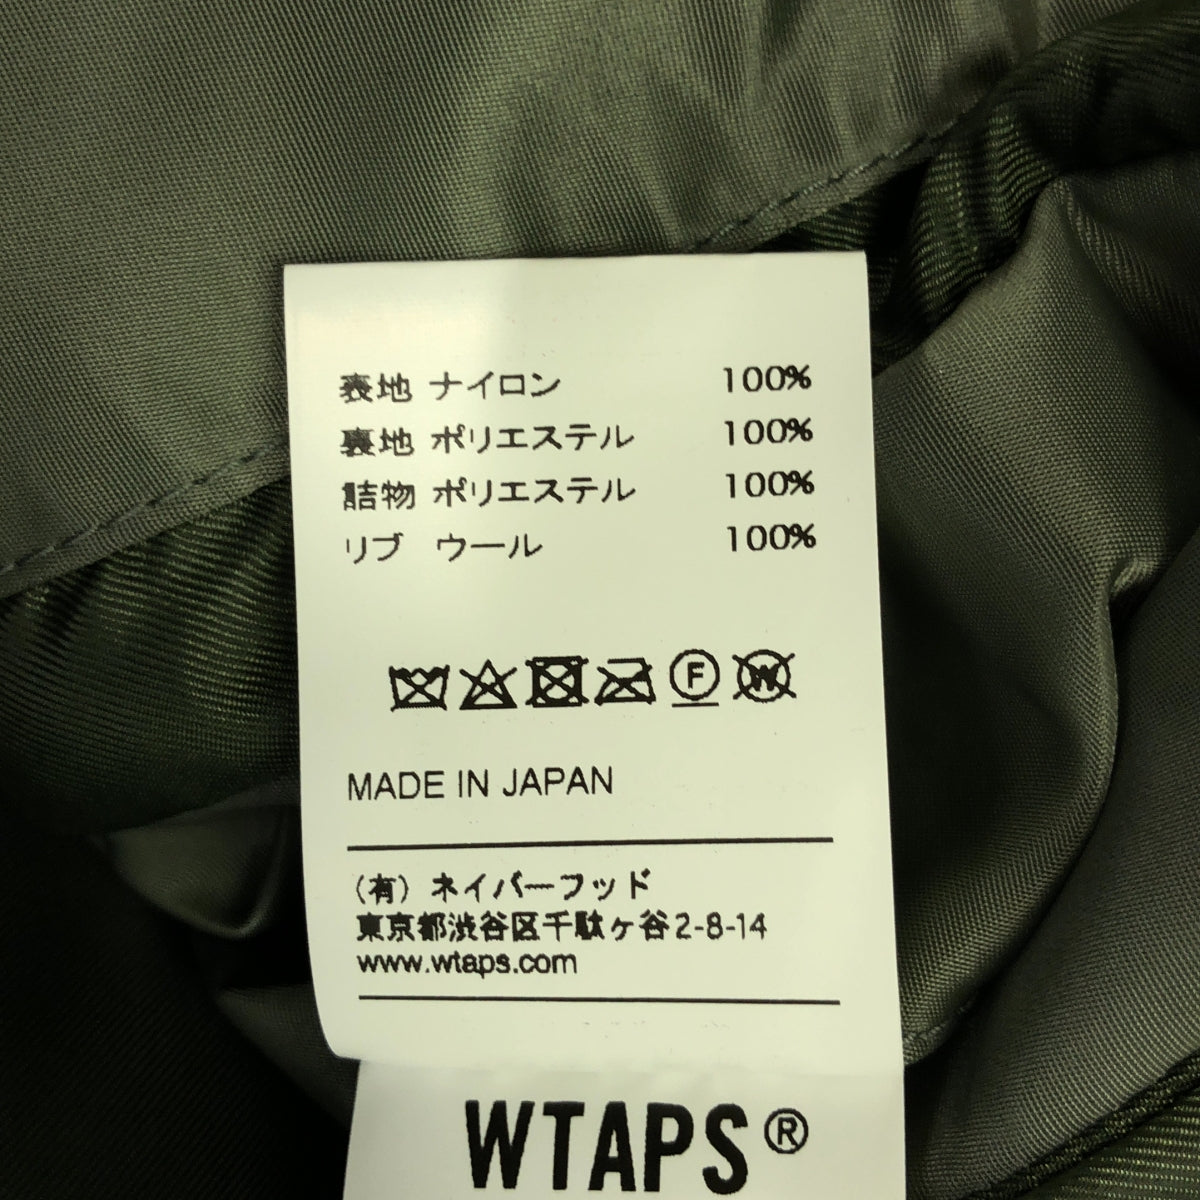 表地 ナイロン 100%
裏地 ポリエステル 100%
詰物 ポリエステル 100%
リブ ウール 100%
F W
MADE IN JAPAN
(有) ネイバーフッド
東京都渋谷区千駄ヶ谷2-8-14
www.wtaps.com
WTAPS®